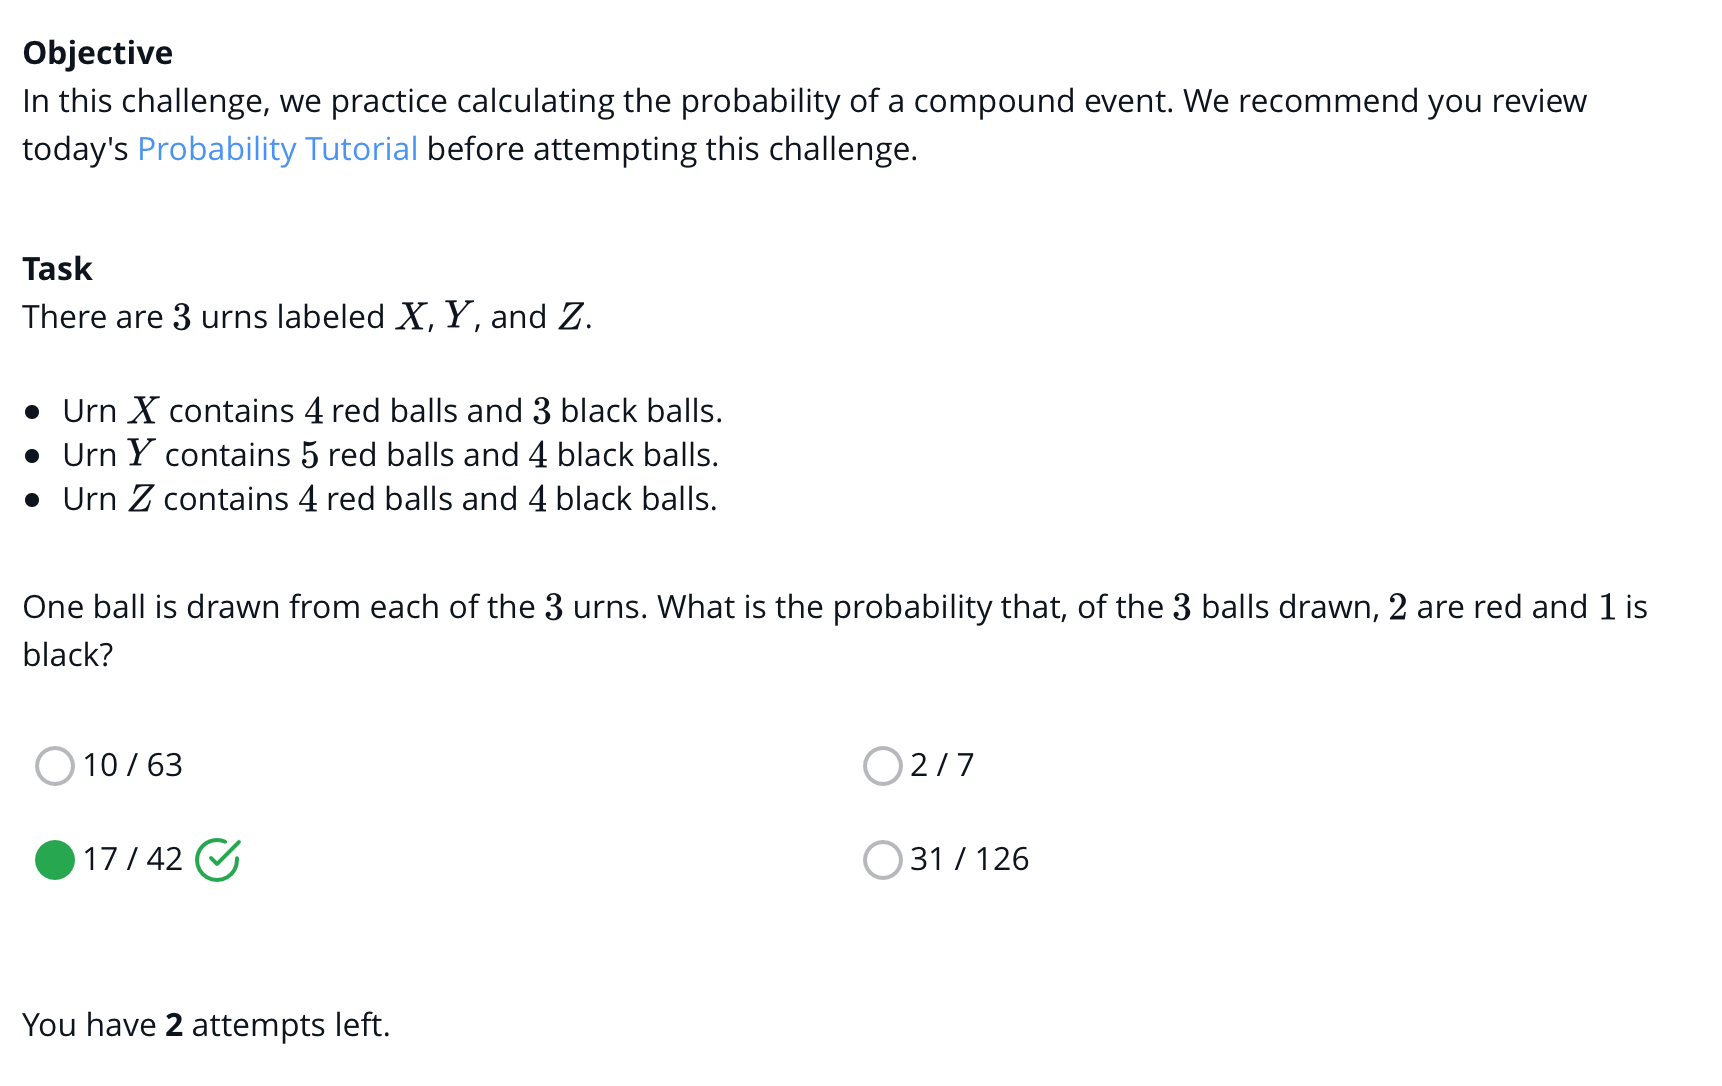 Objective
In this challenge, we practice calculating the probability of a compound event. We recommend you review
today's Probability Tutorial before attempting this challenge.
Task
There are 3 urns labeled X, Y, and Z.
• Urn X contains 4 red balls and 3 black balls.
• Urn Y contains 5 red balls and 4 black balls.
• Urn Z contains 4 red balls and 4 black balls.
One ball is drawn from each of the 3 urns. What is the probability that, of the 3 balls drawn, 2 are red and 1 is
black?
10 / 63
2 / 7
17 / 42
31 / 126
You have 2 attempts left.